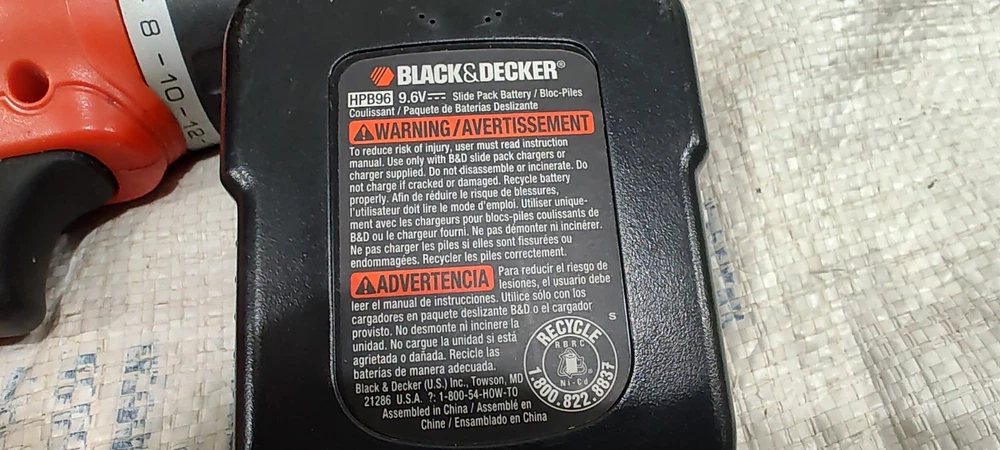 8-10-12
BLACK&DECKER®
HPB96 9.6V⎓ Slide Pack Battery / Bloc-Piles
Coulissant / Paquete de Baterias Deslizante
WARNING/AVERTISSEMENT
To reduce risk of injury, user must read instruction
manual. Use only with B&D slide pack chargers or
charger supplied. Do not disassemble or incinerate. Do
not charge if cracked or damaged. Recycle battery
properly. Afin de réduire le risque de blessures,
l'utilisateur doit lire le mode d'emploi. Utiliser unique-
ment avec les chargeurs pour blocs-piles coulissants de
B&D ou le chargeur fourni. Ne pas démonter ni incinérer.
Ne pas charger les piles si elles sont fissurées ou
endommagées. Recycler les piles correctement.
ADVERTENCIA Para reducir el riesgo de
lesiones, el usuario debe
leer el manual de instrucciones. Utilice sólo con los
cargadores en paquete deslizante B&D o el cargador
provisto. No desmonte ni incinere la
unidad. No cargue la unidad si está
agrietada o dañada. Recicle las
baterías de manera adecuada.
Black & Decker (U.S.) Inc., Towson, MD
21286 U.S.A. ?: 1-800-54-HOW-TO
Assembled in China / Assemblé en
Chine / Ensamblado en China
S
RECYCLE
RBRC
Ni-Cd
1.800.822.8837